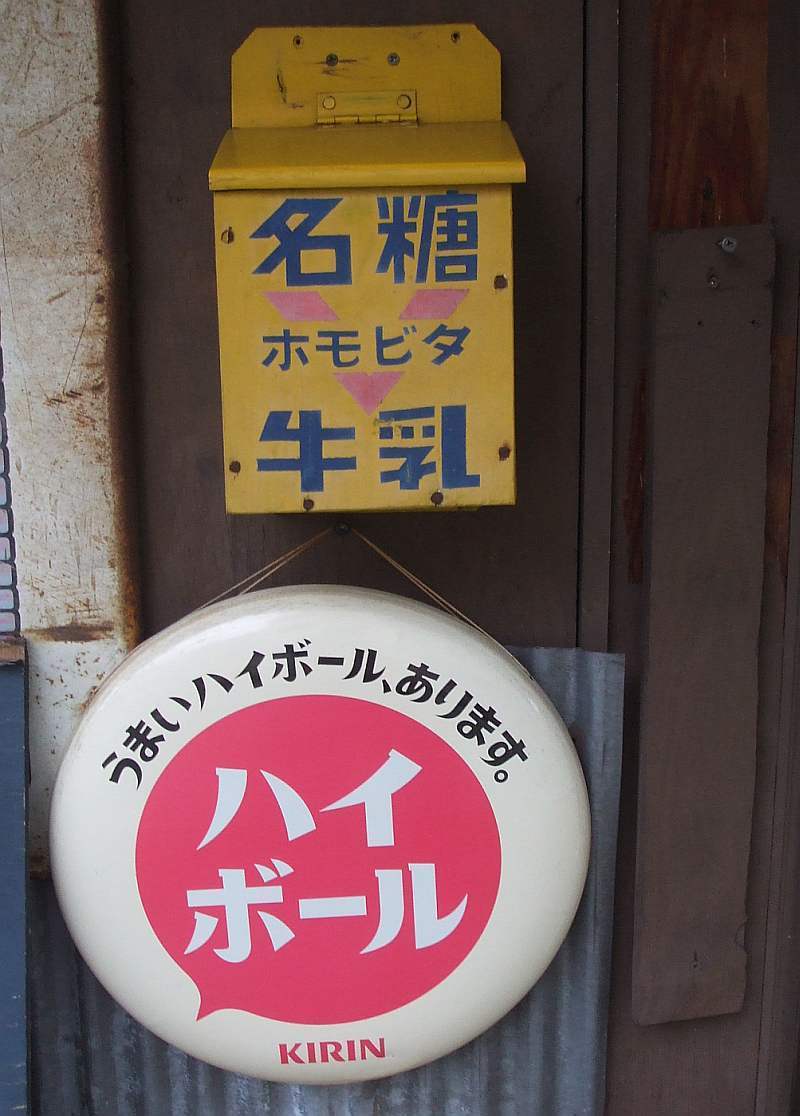 名糖
ホモビタ
牛乳
うまいハイボール、あります。
ハイ
ボール
KIRIN